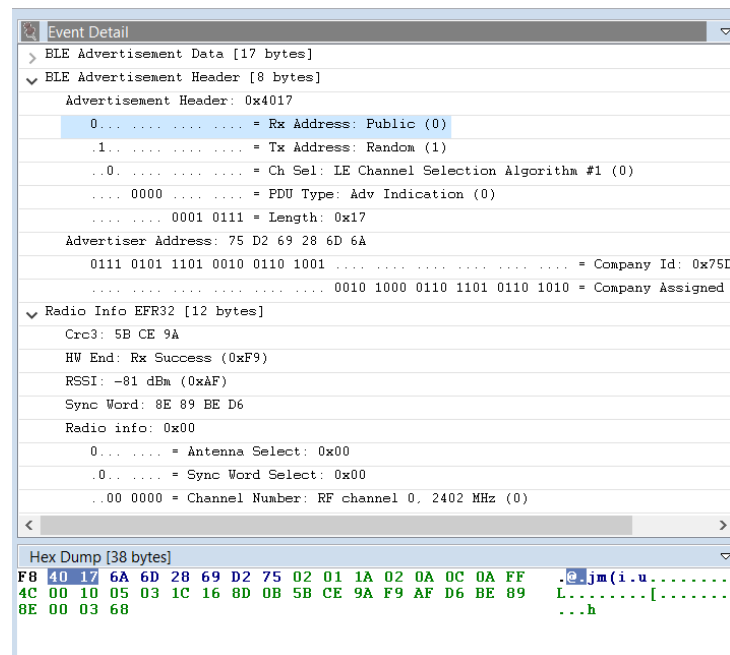 Event Detail
BLE Advertisement Data [17 bytes]
BLE Advertisement Header [8 bytes]
Advertisement Header: 0x4017
0... .... .... .... = Rx Address: Public (0)
.1.. .... .... .... = Tx Address: Random (1)
..0. .... .... .... = Ch Sel: LE Channel Selection Algorithm #1 (0)
.... 0000 .... .... = PDU Type: Adv Indication (0)
.... .... 0001 0111 = Length: 0x17
Advertiser Address: 75 D2 69 28 6D 6A
0111 0101 1101 0010 0110 1001 .... .... .... .... .... .... = Company Id: 0x75D
.... .... .... .... .... .... 0010 1000 0110 1101 0110 1010 = Company Assigned
Radio Info EFR32 [12 bytes]
Crc3: 5B CE 9A
HW End: Rx Success (0xF9)
RSSI: -81 dBm (0xAF)
Sync Word: 8E 89 BE D6
Radio info: 0x00
0... .... = Antenna Select: 0x00
.0.. .... = Sync Word Select: 0x00
..00 0000 = Channel Number: RF channel 0, 2402 MHz (0)
Hex Dump [38 bytes]
F8 40 17 6A 6D 28 69 D2 75 02 01 1A 02 0A 0C 0A FF .@.jm(i.u........
4C 00 10 05 03 1C 16 8D 0B 5B CE 9A F9 AF D6 BE 89 L........[.......
8E 00 03 68 ...h